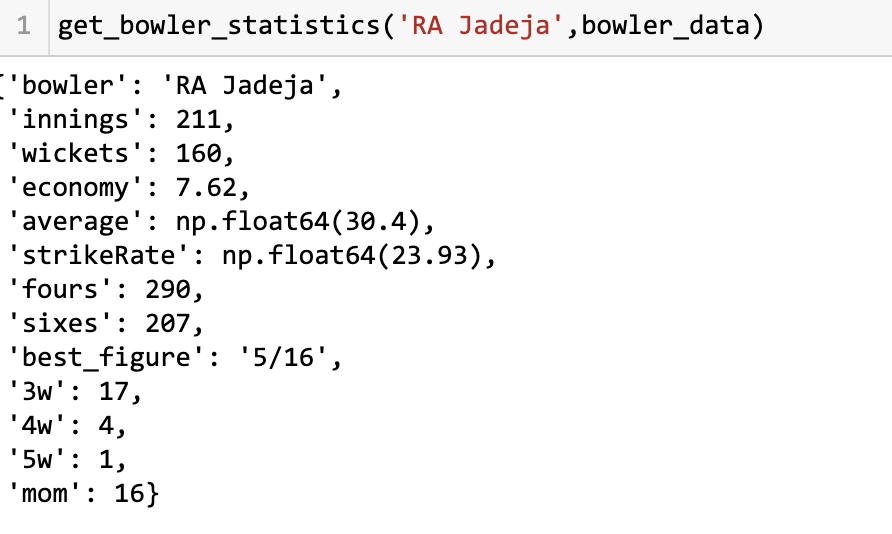 1 get_bowler_statistics('RA Jadeja',bowler_data)
{'bowler': 'RA Jadeja',
'innings': 211,
'wickets': 160,
'economy': 7.62,
'average': np.float64(30.4),
'strikeRate': np.float64(23.93),
'fours': 290,
'sixes': 207,
'best_figure': '5/16',
'3w': 17,
'4w': 4,
'5w': 1,
'mom': 16}